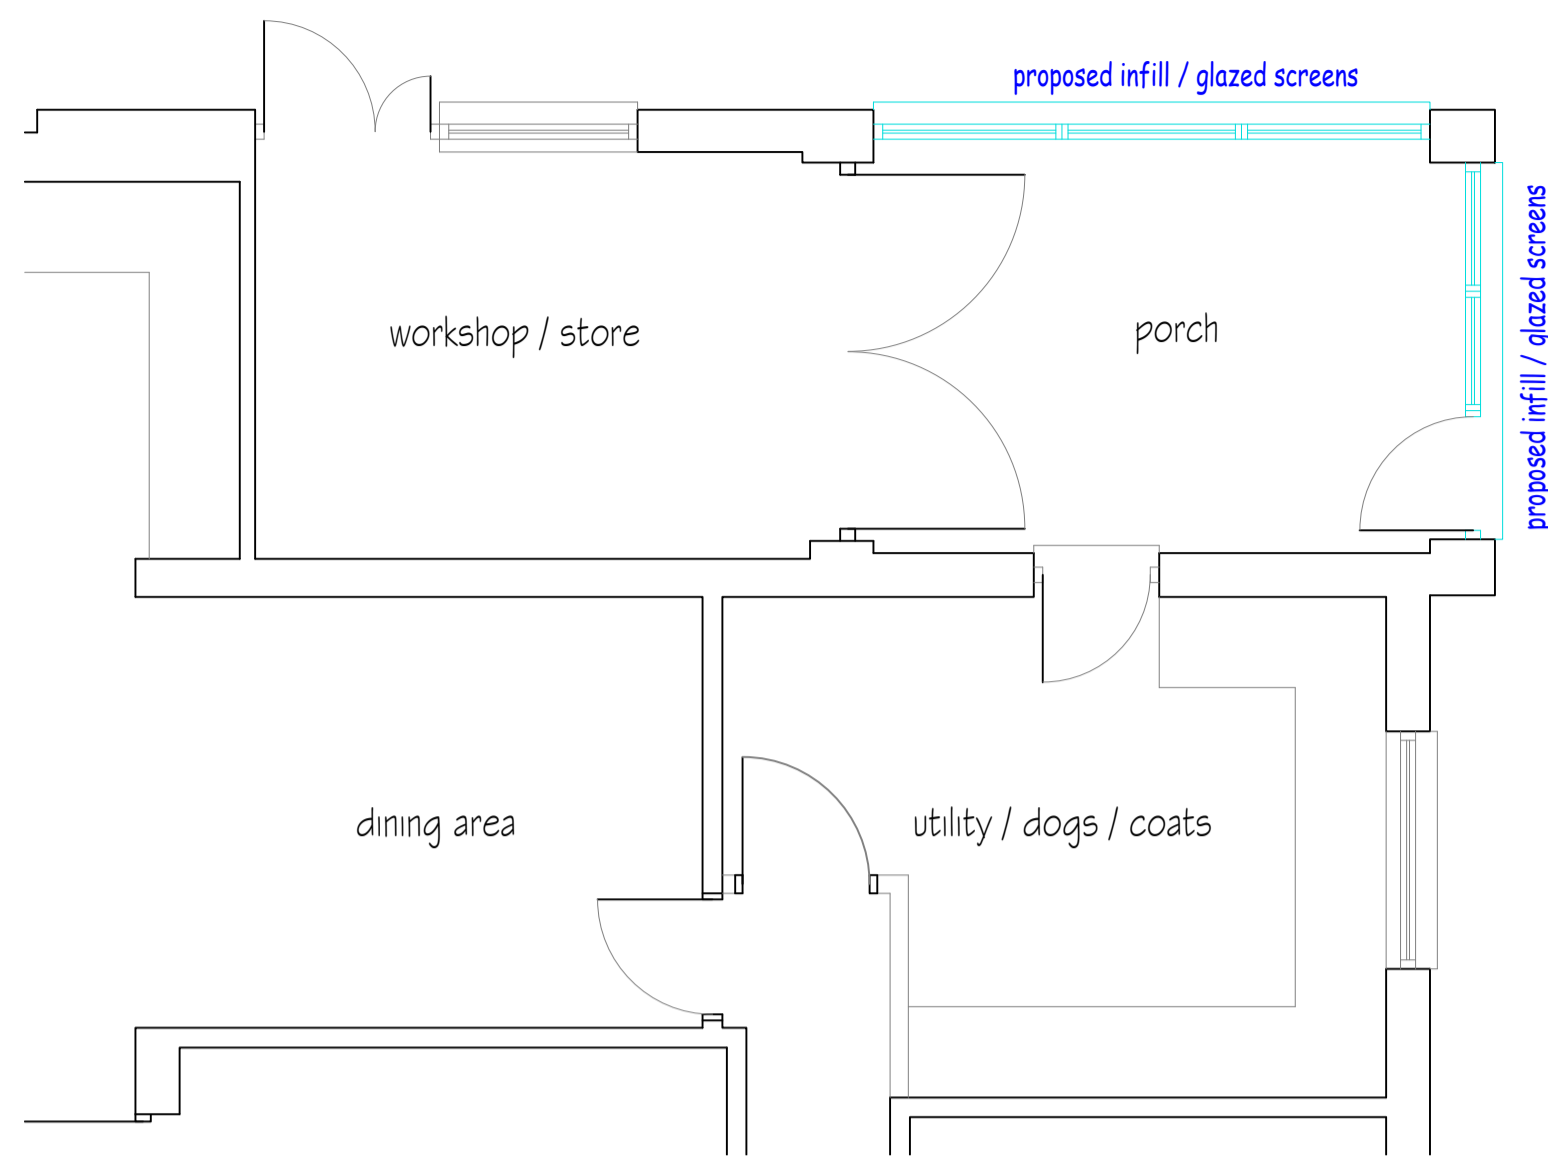 proposed infill / glazed screens
proposed infill / glazed screens
workshop / store
porch
dining area
utility / dogs / coats